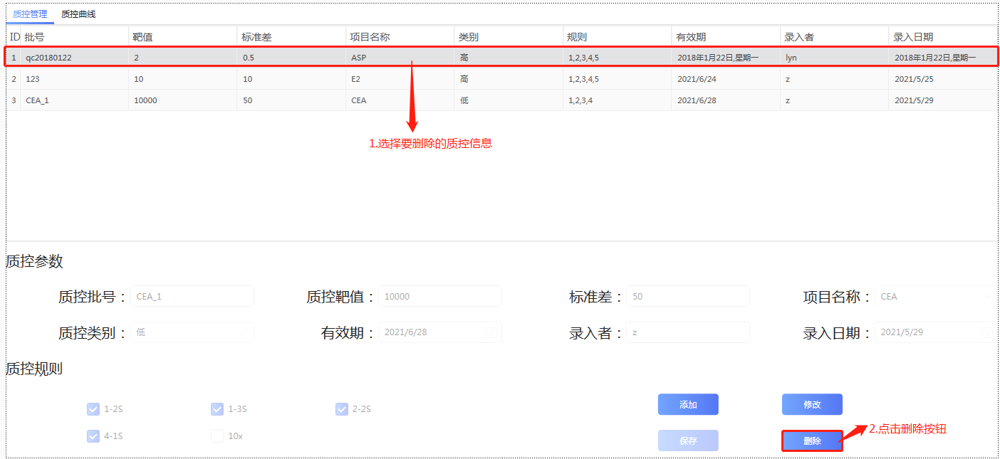 质控管理 质控曲线
ID 批号 靶值 标准差 项目名称 类别 规则 有效期 录入者 录入日期
1 qc20180122 2 0.5 ASP 高 1,2,3,4,5 2018年1月22日,星期一 lyn 2018年1月22日,星期一
2 123 10 10 E2 高 1,2,3,4,5 2021/6/24 z 2021/5/25
3 CEA_1 10000 50 CEA 低 1,2,3,4 2021/6/28 z 2021/5/29
1.选择要删除的质控信息
质控参数
质控批号： CEA_1 质控靶值： 10000 标准差： 50 项目名称： CEA
质控类别： 低 有效期： 2021/6/28 录入者： z 录入日期： 2021/5/29
质控规则
1-2S 1-3S 2-2S 添加 修改
4-1S 10x 保存 删除 2.点击删除按钮